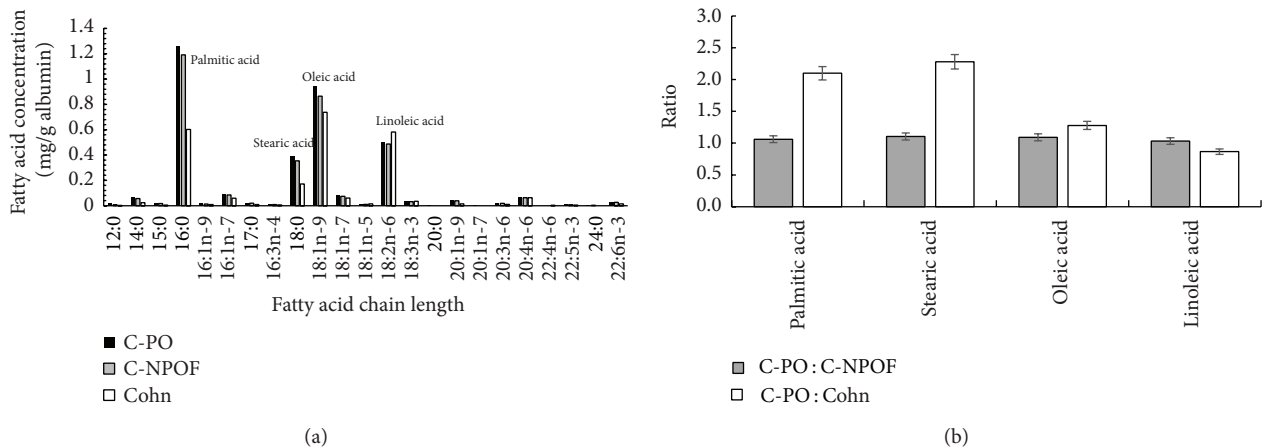 Fatty acid concentration
(mg/g albumin)
1.4
1.2
1
0.8
0.6
0.4
0.2
0
Palmitic acid
Stearic acid
Oleic acid
Linoleic acid
12:0
14:0
15:0
16:0
16:1n-9
16:1n-7
17:0
16:3n-4
18:0
18:1n-9
18:1n-7
18:1n-5
18:2n-6
18:3n-3
20:0
20:1n-9
20:1n-7
20:3n-6
20:4n-6
22:4n-6
22:5n-3
24:0
22:6n-3
Fatty acid chain length
C-PO
C-NPOF
Cohn
(a)
Ratio
3.0
2.5
2.0
1.5
1.0
0.5
0.0
Palmitic acid
Stearic acid
Oleic acid
Linoleic acid
C-PO : C-NPOF
C-PO : Cohn
(b)